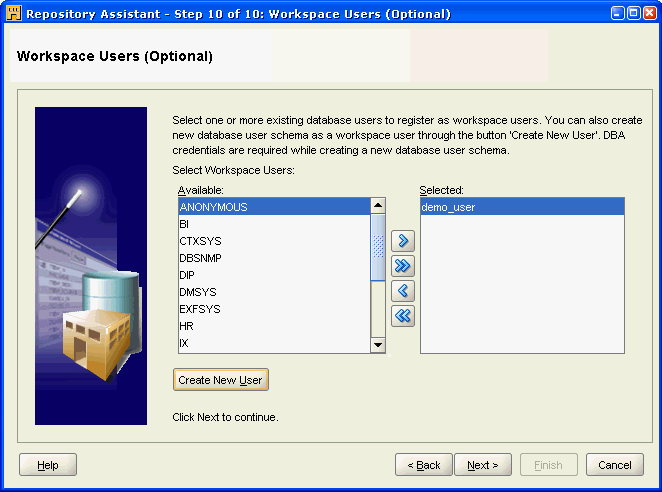 Repository Assistant - Step 10 of 10: Workspace Users (Optional)
Workspace Users (Optional)
Select one or more existing database users to register as workspace users. You can also create
new database user schema as a workspace user through the button 'Create New User'. DBA
credentials are required while creating a new database user schema.
Select Workspace Users:
Available:
ANONYMOUS
BI
CTXSYS
DBSNMP
DIP
DMSYS
EXFSYS
HR
IX
Selected:
demo_user
Create New User
Click Next to continue.
Help
< Back
Next >
Finish
Cancel